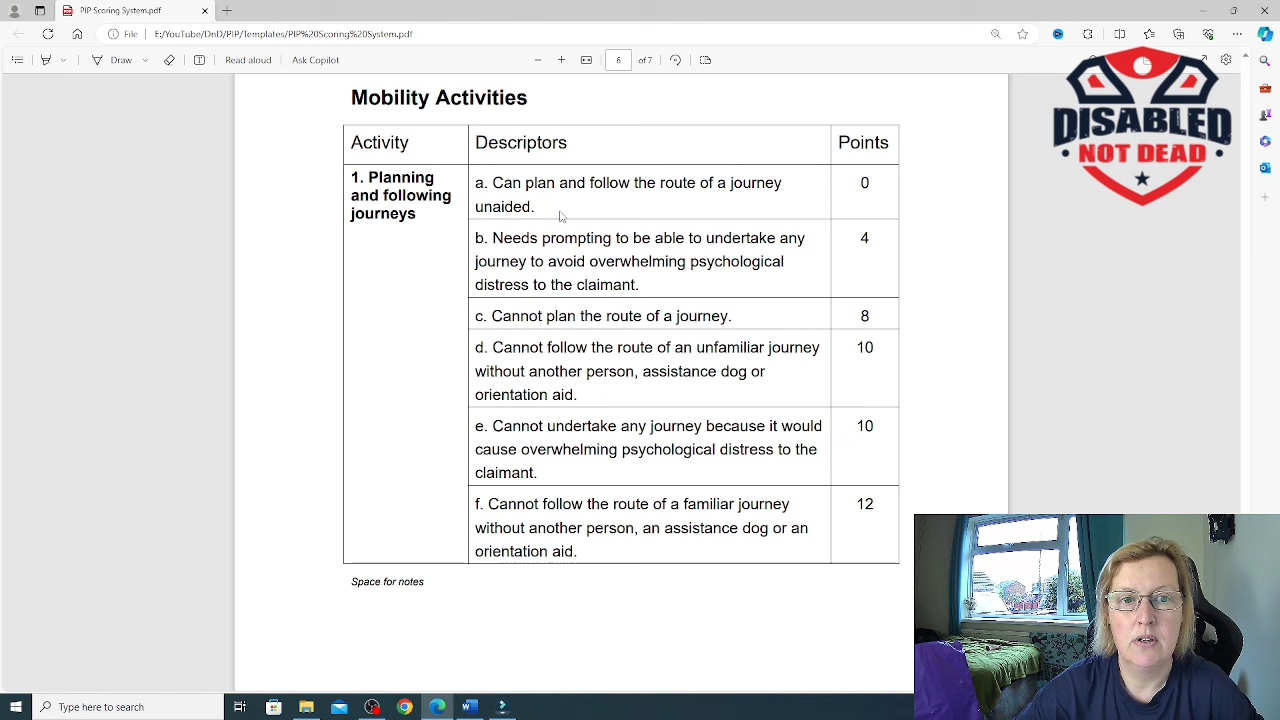 PIP Scoring System.pdf
File
E:/YouTube/DnD/PIP/Templates/PIP%20Scoring%20System.pdf
Draw
Read aloud
Ask Copilot
6
of 7
DISABLED
NOT DEAD
Mobility Activities
Activity
Descriptors
Points
1. Planning
and following
journeys
a. Can plan and follow the route of a journey
unaided.
0
b. Needs prompting to be able to undertake any
journey to avoid overwhelming psychological
distress to the claimant.
4
c. Cannot plan the route of a journey.
8
d. Cannot follow the route of an unfamiliar journey
without another person, assistance dog or
orientation aid.
10
e. Cannot undertake any journey because it would
cause overwhelming psychological distress to the
claimant.
10
f. Cannot follow the route of a familiar journey
without another person, an assistance dog or an
orientation aid.
12
Space for notes
Type here to search